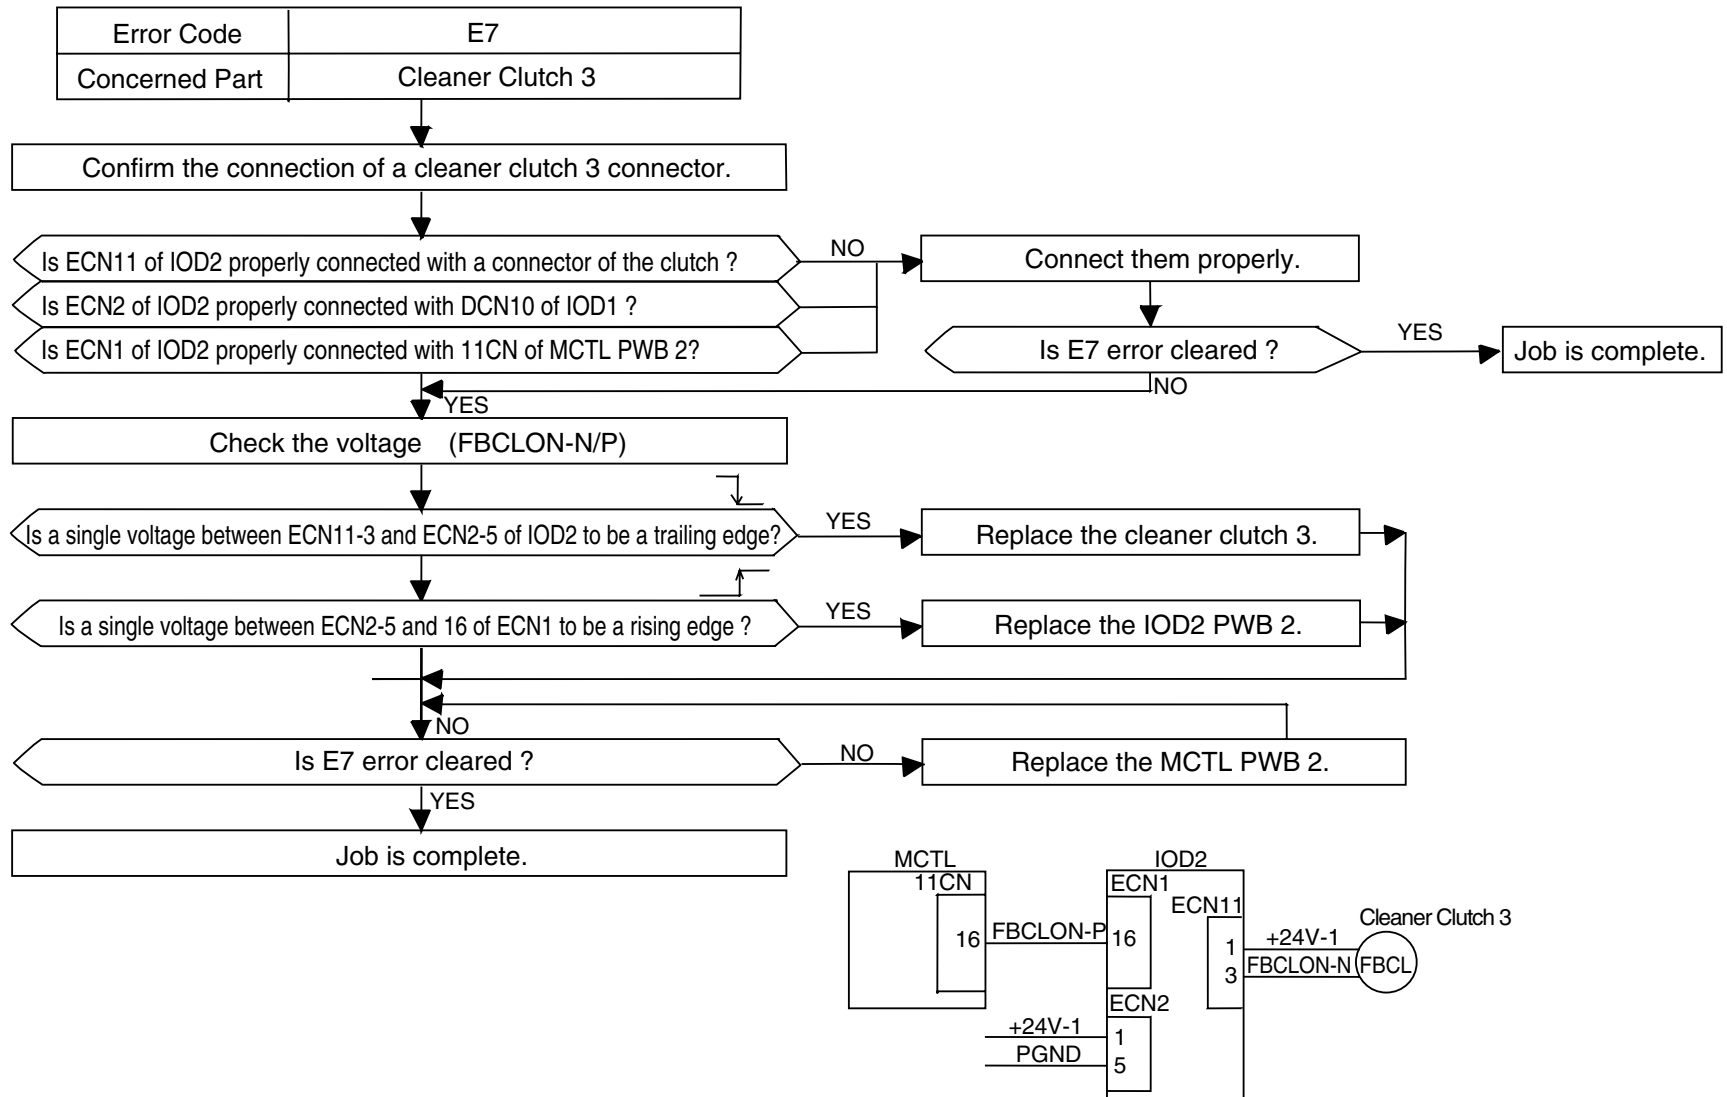 Error Code E7
Concerned Part Cleaner Clutch 3
Confirm the connection of a cleaner clutch 3 connector.
Is ECN11 of IOD2 properly connected with a connector of the clutch ?
NO
Connect them properly.
Is ECN2 of IOD2 properly connected with DCN10 of IOD1 ?
Is ECN1 of IOD2 properly connected with 11CN of MCTL PWB 2?
Is E7 error cleared ?
YES
Job is complete.
NO
YES
Check the voltage (FBCLON-N/P)
Is a single voltage between ECN11-3 and ECN2-5 of IOD2 to be a trailing edge?
YES
Replace the cleaner clutch 3.
Is a single voltage between ECN2-5 and 16 of ECN1 to be a rising edge ?
YES
Replace the IOD2 PWB 2.
NO
Is E7 error cleared ?
NO
Replace the MCTL PWB 2.
YES
Job is complete.
MCTL
IOD2
11CN
ECN1
ECN11
Cleaner Clutch 3
16
FBCLON-P
16
1
+24V-1
3
FBCLON-N
FBCL
ECN2
+24V-1
1
PGND
5